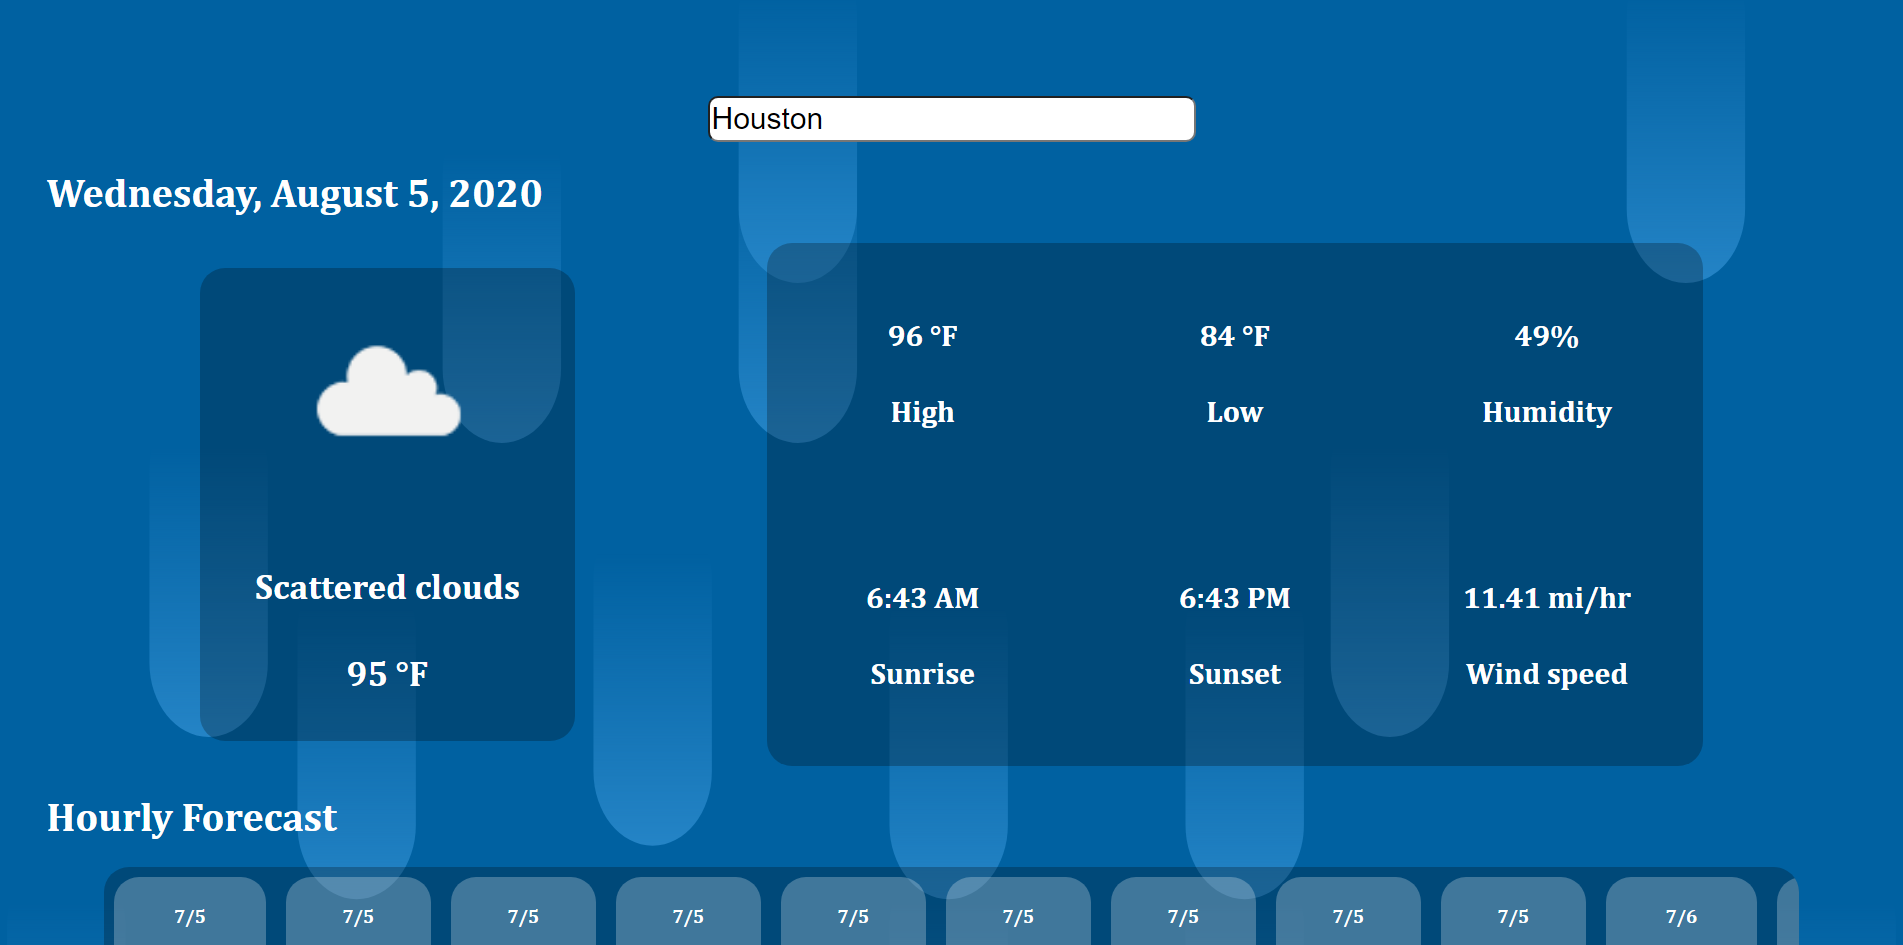 Houston
Wednesday, August 5, 2020
96 °F 84 °F 49%
High Low Humidity
Scattered clouds
95 °F
6:43 AM 6:43 PM 11.41 mi/hr
Sunrise Sunset Wind speed
Hourly Forecast
7/5 7/5 7/5 7/5 7/5 7/5 7/5 7/5 7/5 7/6